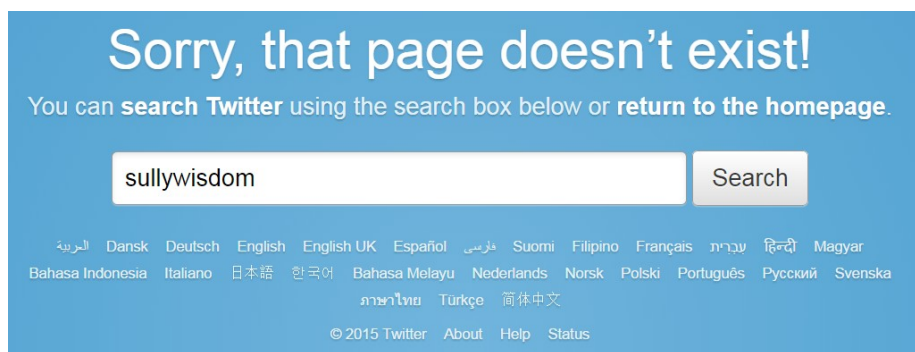 Sorry, that page doesn’t exist!
You can search Twitter using the search box below or return to the homepage.
sullywisdom Search
العربية Dansk Deutsch English English UK Español فارسی Suomi Filipino Français עִבְרִית हिन्दी Magyar
Bahasa Indonesia Italiano 日本語 한국어 Bahasa Melayu Nederlands Norsk Polski Português Русский Svenska
ภาษาไทย Türkçe 简体中文
© 2015 Twitter About Help Status